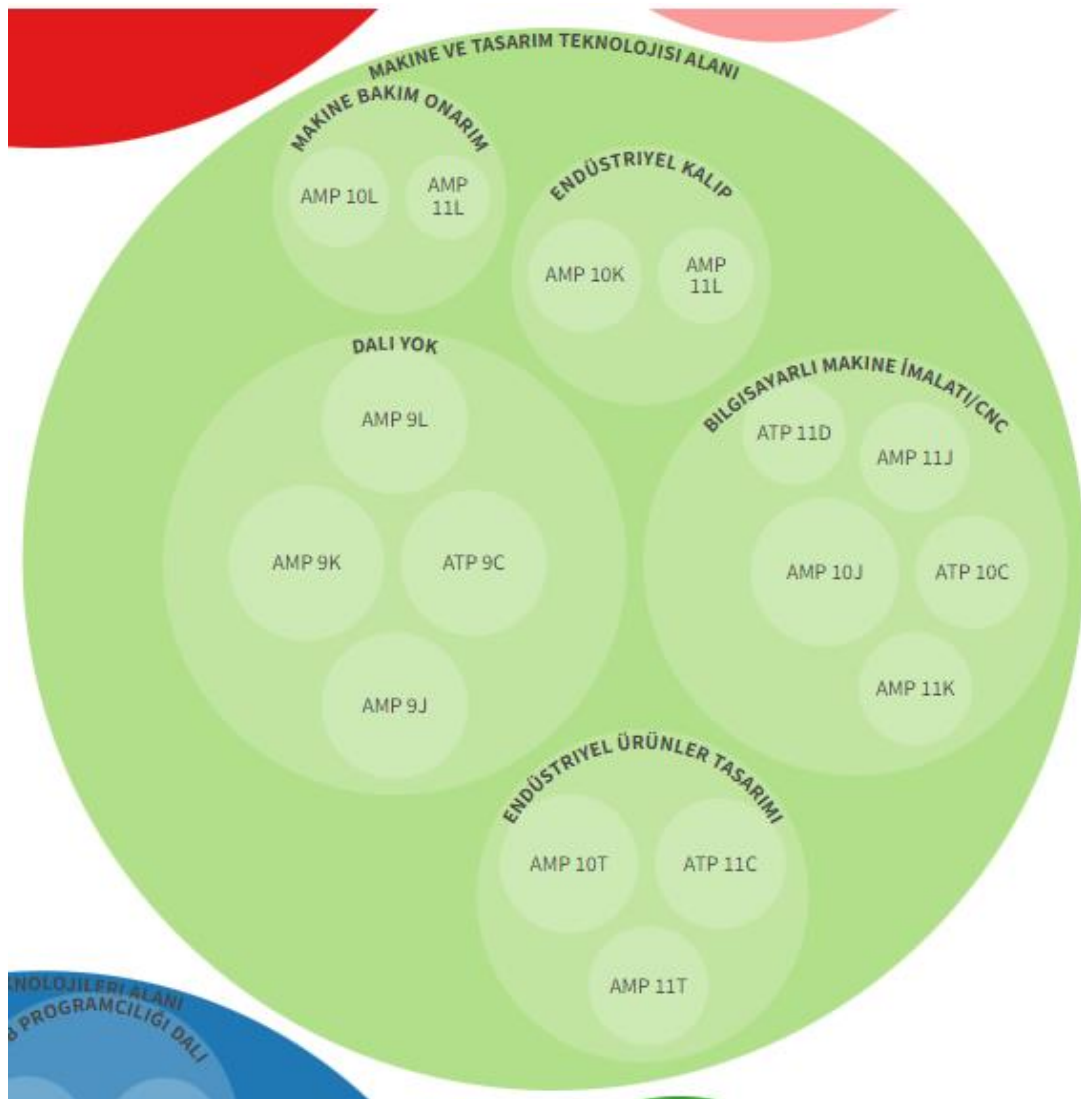 MAKINE VE TASARIM TEKNOLOJISI ALANI
MAKINE BAKIM ONARIM
AMP 10L
AMP
11L
ENDÜSTRIYEL KALIP
AMP 10K
AMP
11L
DALI YOK
AMP 9L
AMP 9K
ATP 9C
AMP 9J
BILGISAYARLI MAKINE İMALATI/CNC
ATP 11D
AMP 11J
AMP 10J
ATP 10C
AMP 11K
ENDÜSTRIYEL ÜRÜNLER TASARIMI
AMP 10T
ATP 11C
AMP 11T
ALANI
PROGRAMCILIĞI DALI